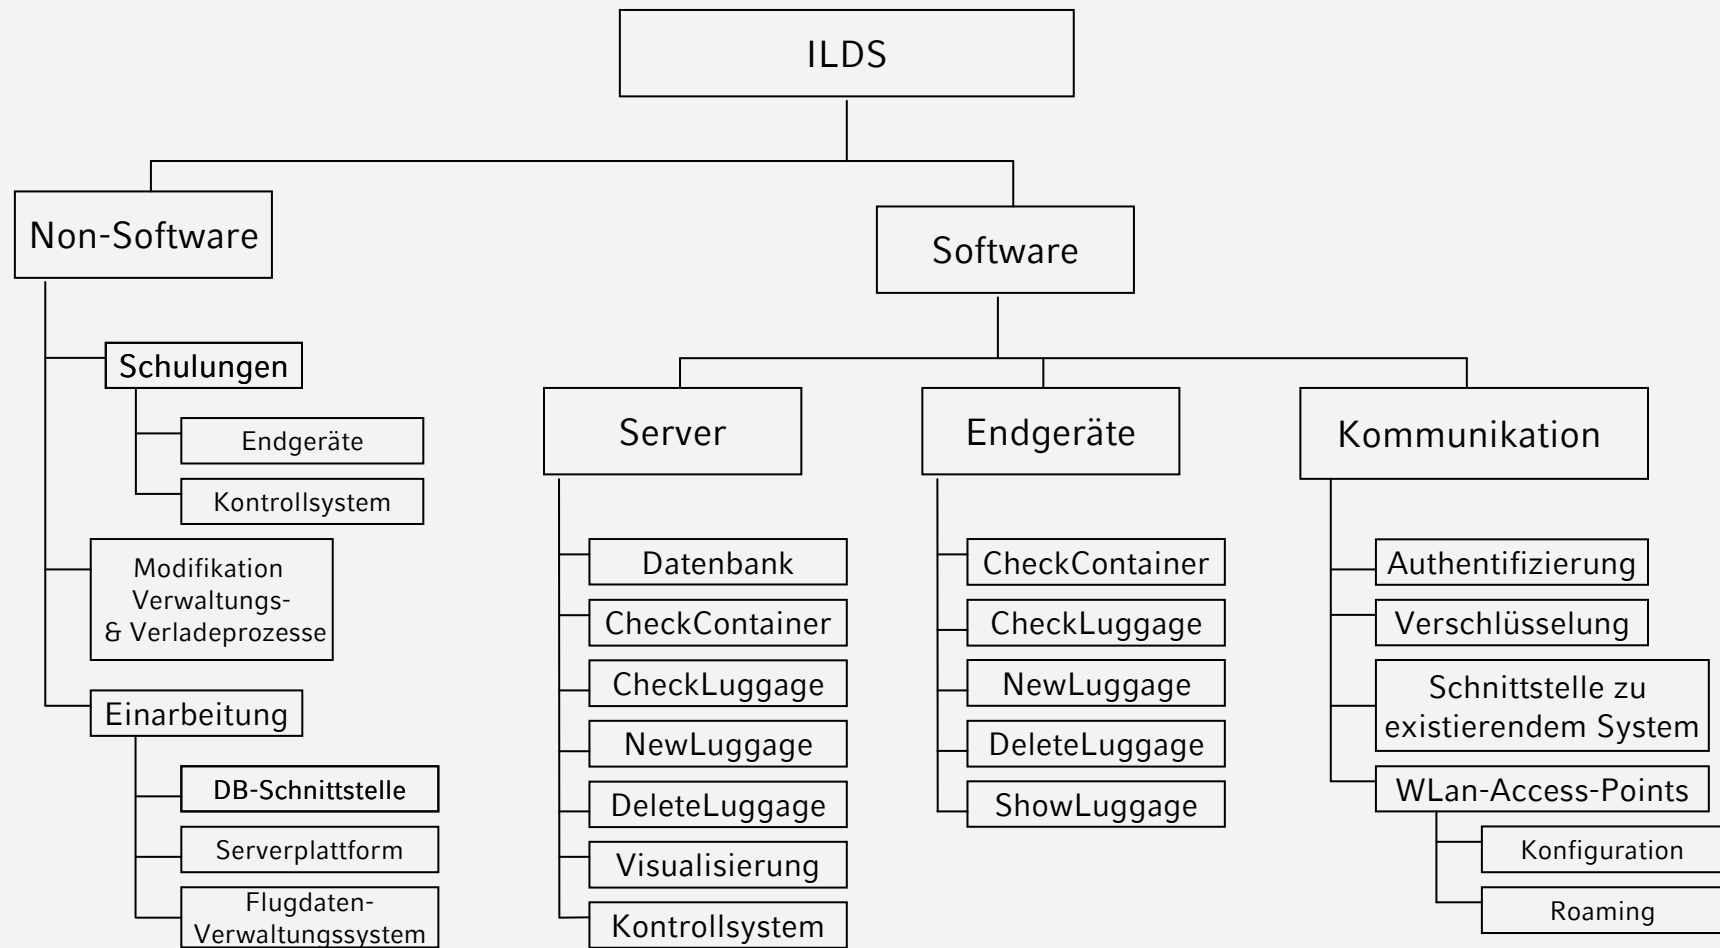 ILDS
Non-Software
Software
Schulungen
Endgeräte
Kontrollsystem
Modifikation
Verwaltungs-
& Verladeprozesse
Einarbeitung
DB-Schnittstelle
Serverplattform
Flugdaten-
Verwaltungssystem
Server
Datenbank
CheckContainer
CheckLuggage
NewLuggage
DeleteLuggage
Visualisierung
Kontrollsystem
Endgeräte
CheckContainer
CheckLuggage
NewLuggage
DeleteLuggage
ShowLuggage
Kommunikation
Authentifizierung
Verschlüsselung
Schnittstelle zu
existierendem System
WLan-Access-Points
Konfiguration
Roaming